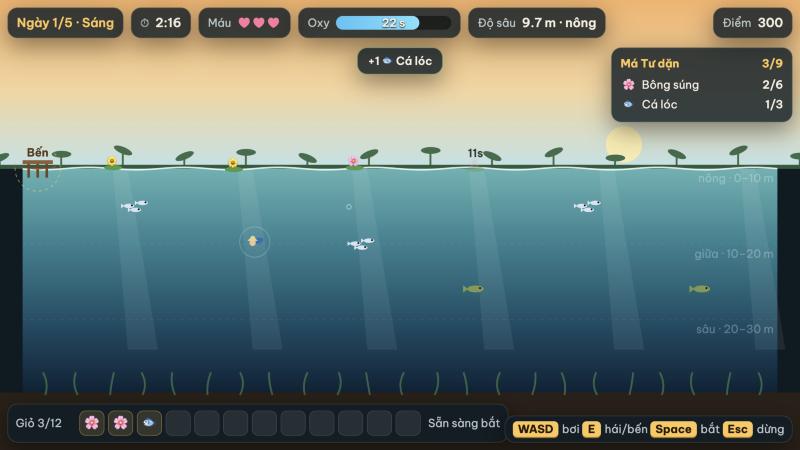 Ngày 1/5 · Sáng
2:16
Máu
Oxy 22 s
Độ sâu 9.7 m · nông
Điểm 300
+1 Cá lóc
Má Tư dặn 3/9
Bông súng 2/6
Cá lóc 1/3
Bến
11s
nông · 0–10 m
giữa · 10–20 m
sâu · 20–30 m
Giỏ 3/12
Sẵn sàng bắt
WASD bơi E hái/bến Space bắt Esc dừng